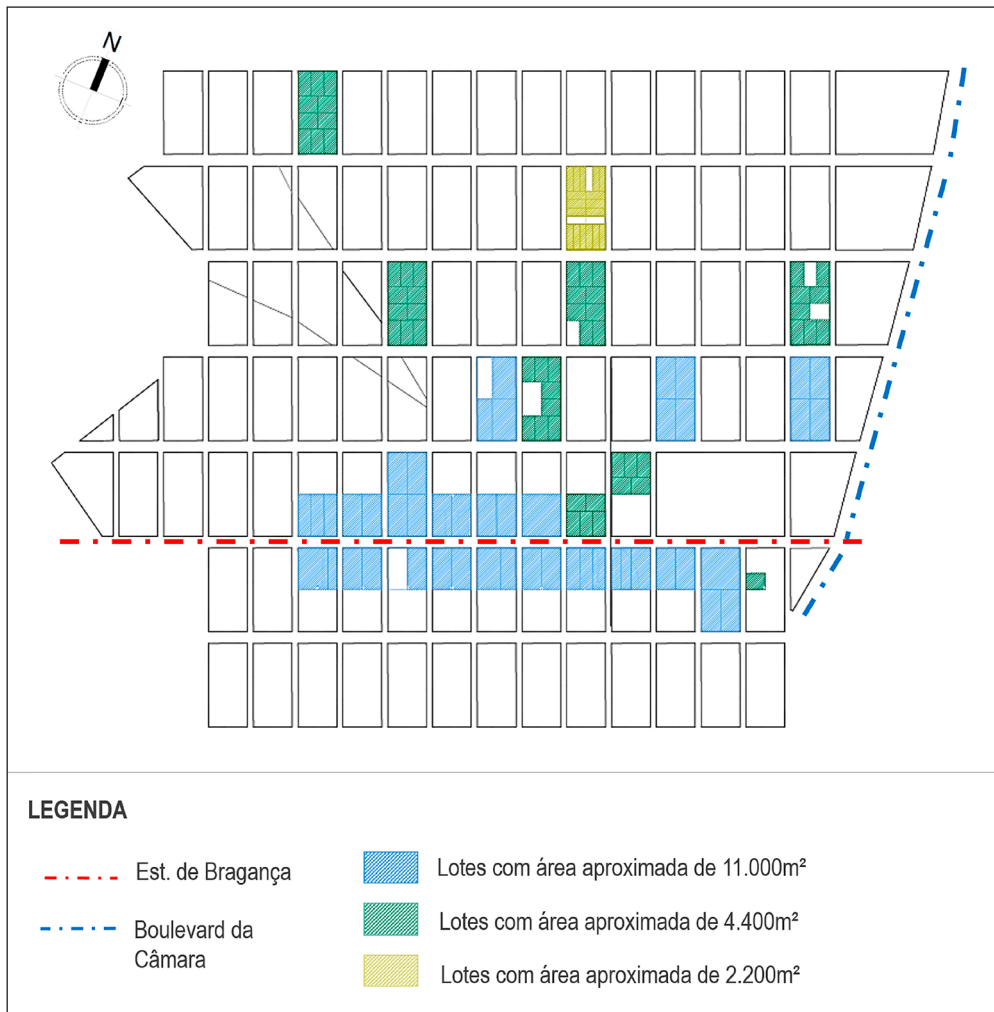 N
LEGENDA
Est. de Bragança
Boulevard da
Câmara
Lotes com área aproximada de 11.000m²
Lotes com área aproximada de 4.400m²
Lotes com área aproximada de 2.200m²